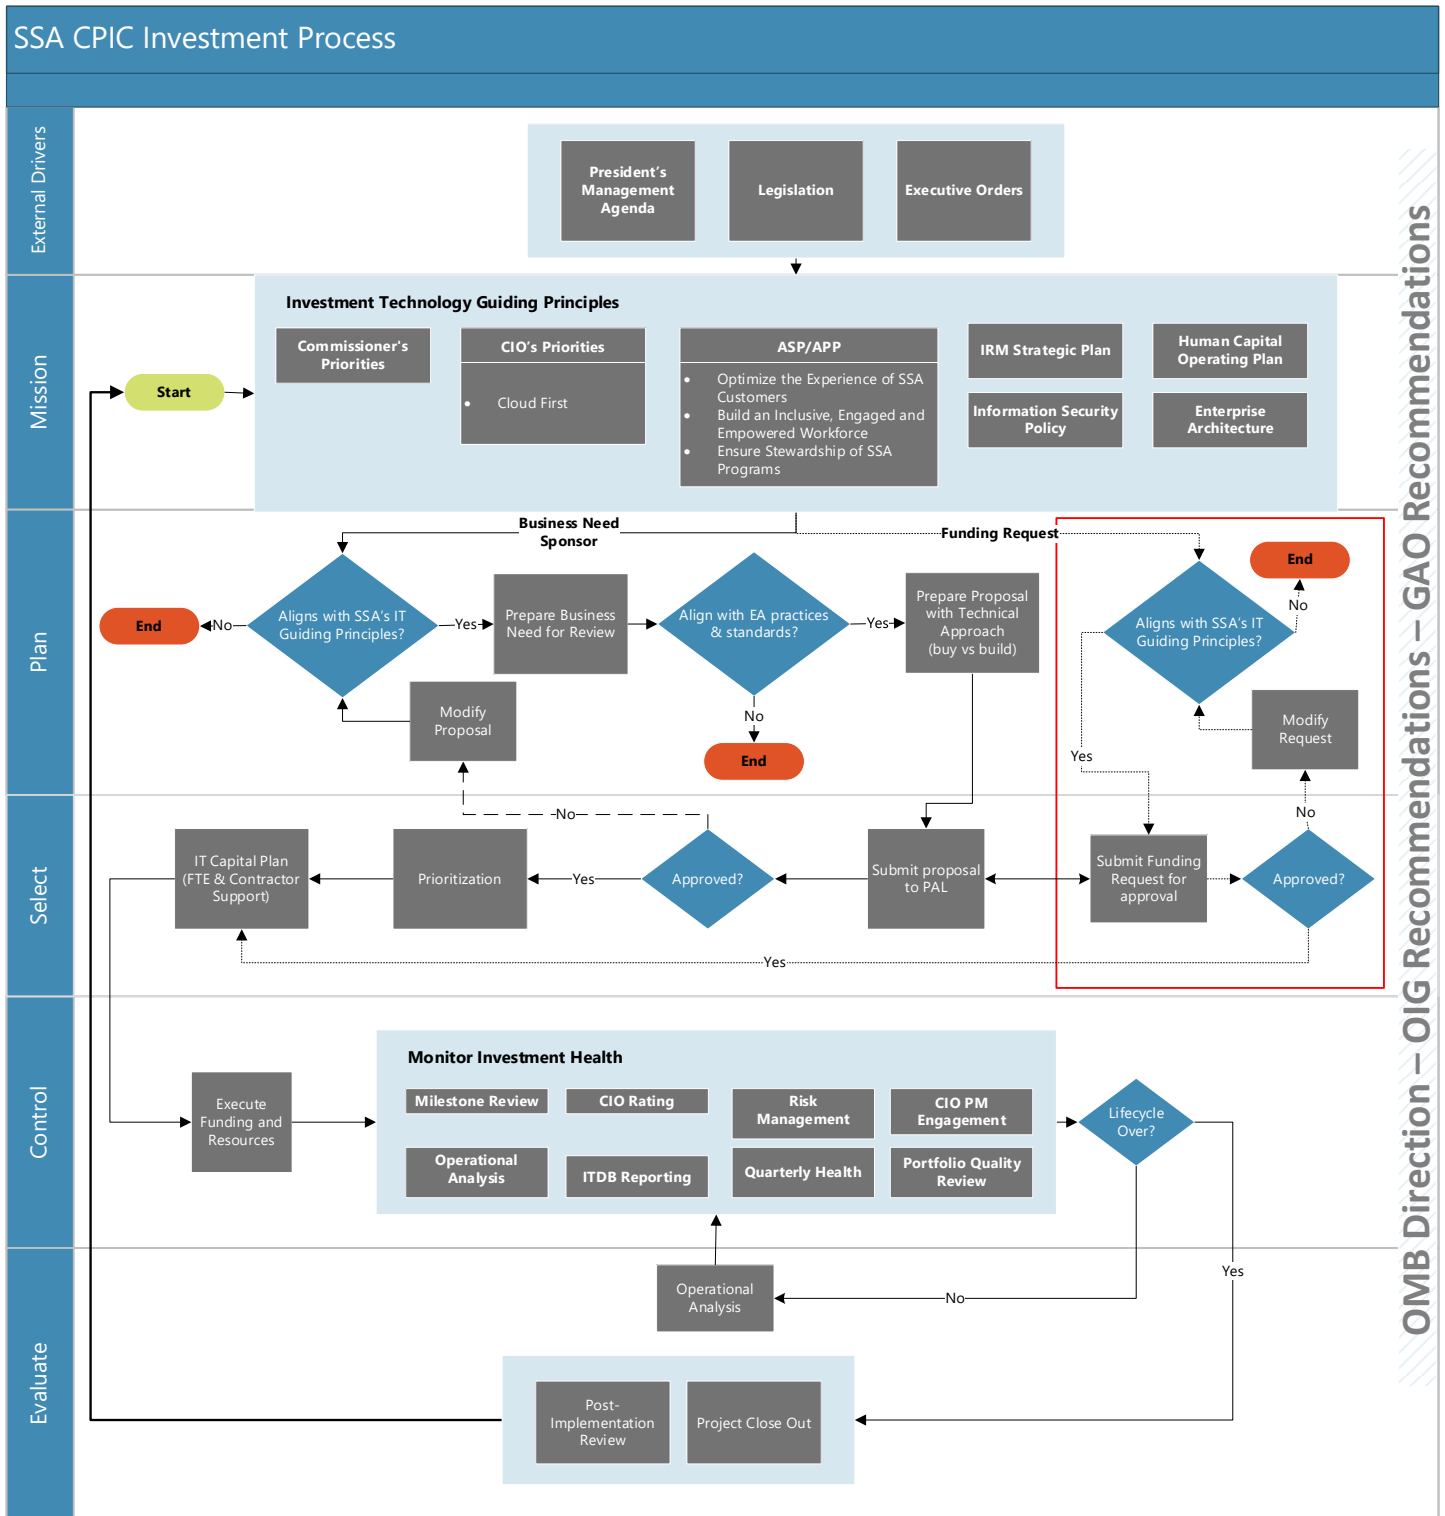 SSA CPIC Investment Process
External Drivers
President's
Management
Agenda
Legislation
Executive Orders
Mission
Investment Technology Guiding Principles
Start
Commissioner's
Priorities
CIO's Priorities
• Cloud First
ASP/APP
• Optimize the Experience of SSA
Customers
• Build an Inclusive, Engaged and
Empowered Workforce
• Ensure Stewardship of SSA
Programs
IRM Strategic Plan
Human Capital
Operating Plan
Information Security
Policy
Enterprise
Architecture
Plan
Business Need
Sponsor
Funding Request
End
No
Aligns with SSA's IT
Guiding Principles?
Yes
Prepare Business
Need for Review
Align with EA practices
& standards?
Yes
Prepare Proposal
with Technical
Approach
(buy vs build)
No
End
Modify
Proposal
End
No
Aligns with SSA's IT
Guiding Principles?
Yes
Modify
Request
No
Select
No
IT Capital Plan
(FTE & Contractor
Support)
Prioritization
Yes
Approved?
Submit proposal
to PAL
Submit Funding
Request for
approval
Approved?
Yes
Control
Execute
Funding and
Resources
Monitor Investment Health
Milestone Review
CIO Rating
Risk
Management
CIO PM
Engagement
Operational
Analysis
ITDB Reporting
Quarterly Health
Portfolio Quality
Review
Lifecycle
Over?
Evaluate
Operational
Analysis
No
Yes
Post-
Implementation
Review
Project Close Out
OMB Direction – OIG Recommendations – GAO Recommendations